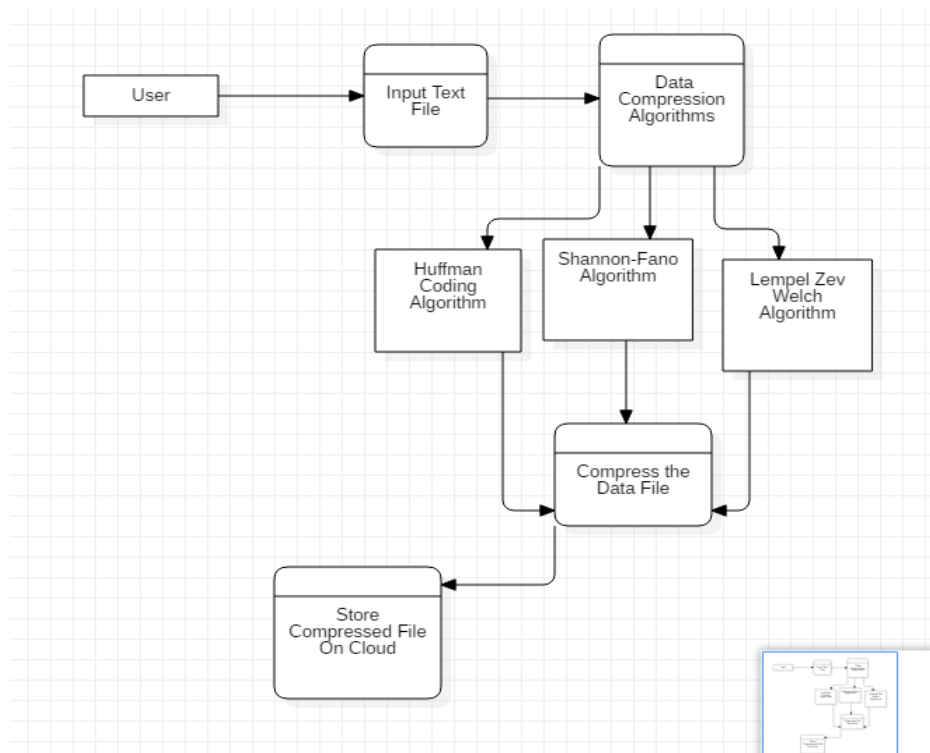 User
Input Text
File
Data
Compression
Algorithms
Huffman
Coding
Algorithm
Shannon-Fano
Algorithm
Lempel Zev
Welch
Algorithm
Compress the
Data File
Store
Compressed File
On Cloud